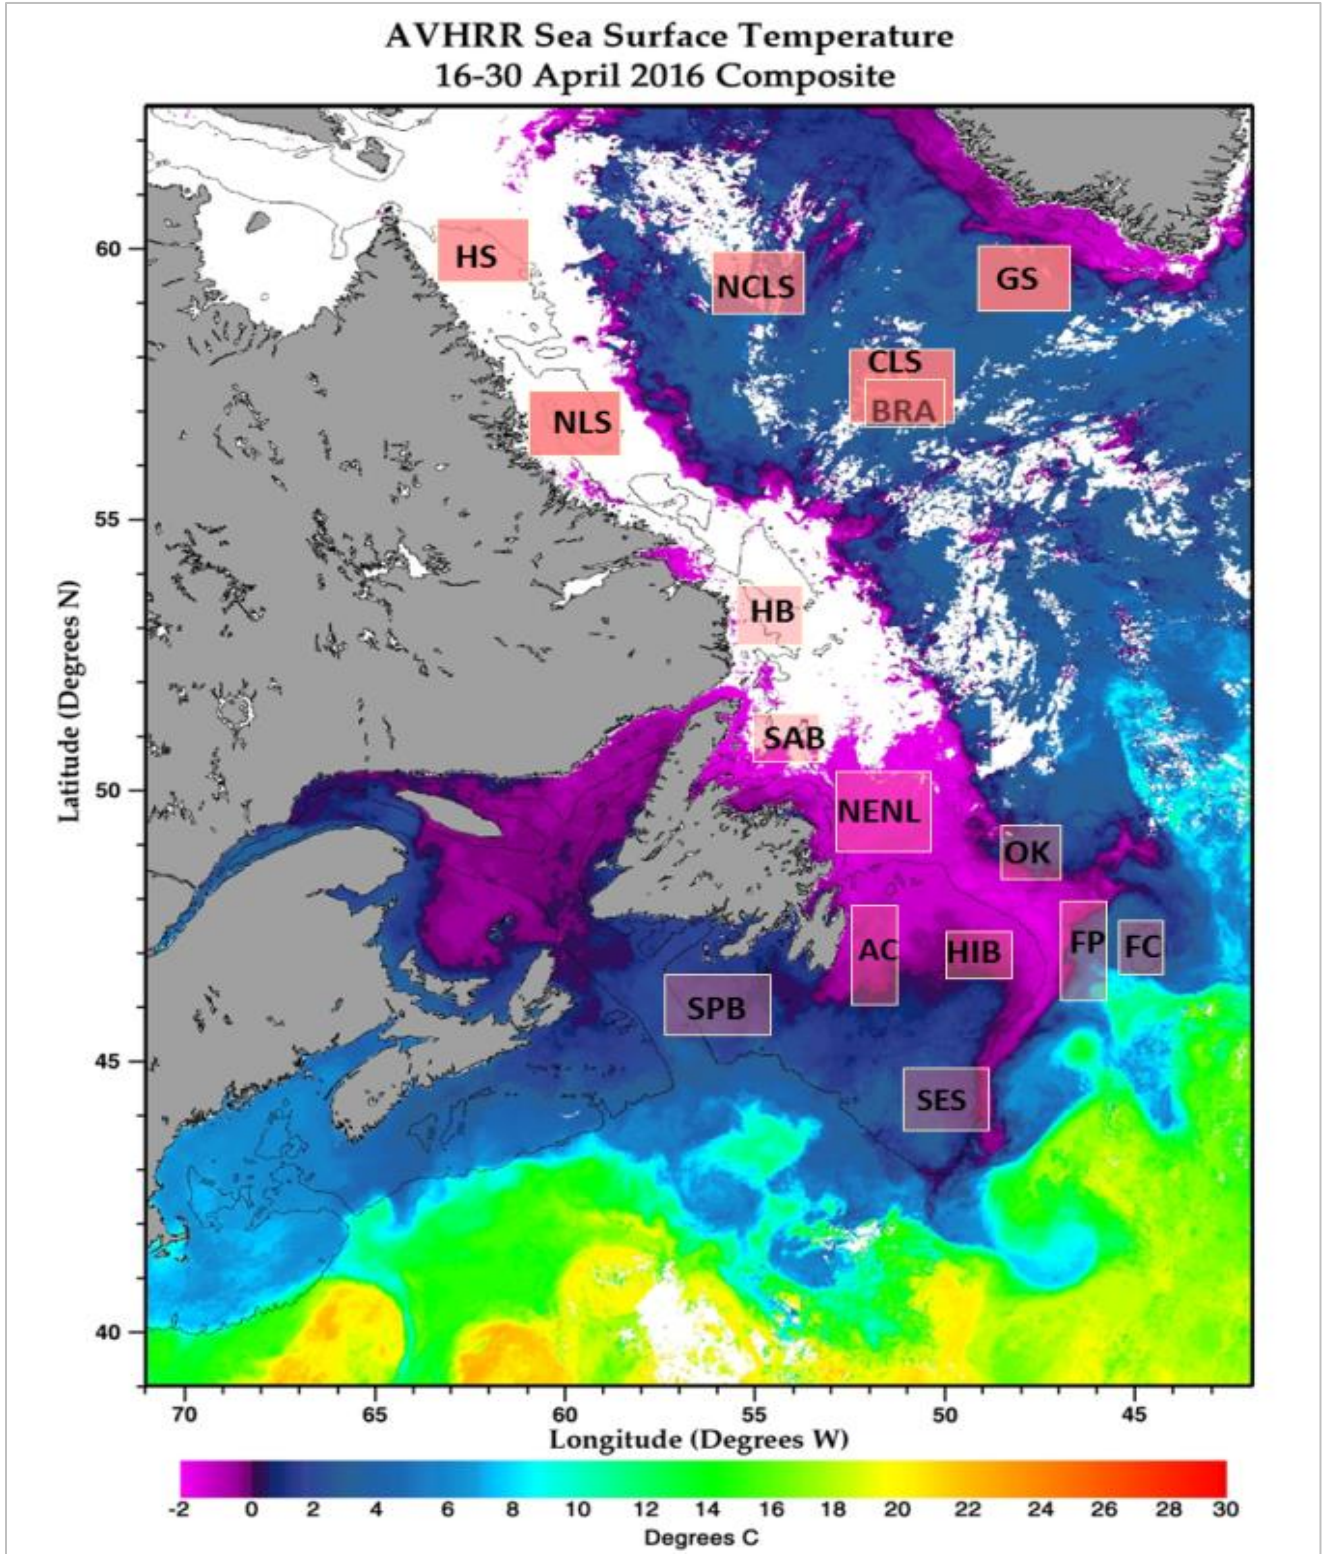 AVHRR Sea Surface Temperature
16-30 April 2016 Composite
60
55
50
45
40
Latitude (Degrees N)
HS
NCLS
GS
CLS
BRA
NLS
HB
SAB
NENL
OK
AC
HIB
FP
FC
SPB
SES
70 65 60 55 50 45
Longitude (Degrees W)
-2 0 2 4 6 8 10 12 14 16 18 20 22 24 26 28 30
Degrees C